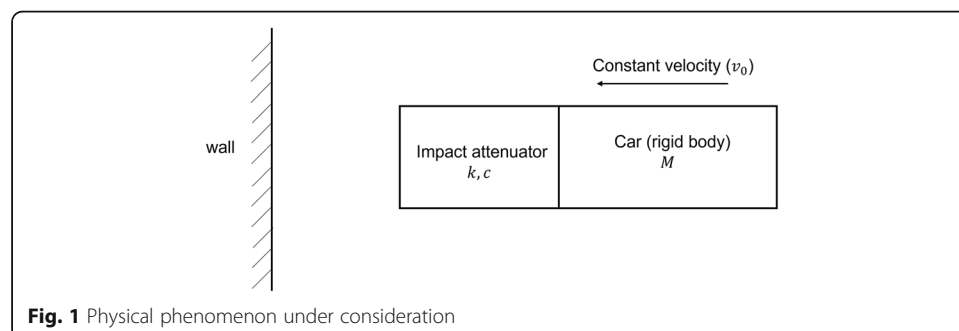 Constant velocity (𝑣₀)
wall
Impact attenuator
𝑘, 𝑐
Car (rigid body)
𝑀
Fig. 1 Physical phenomenon under consideration